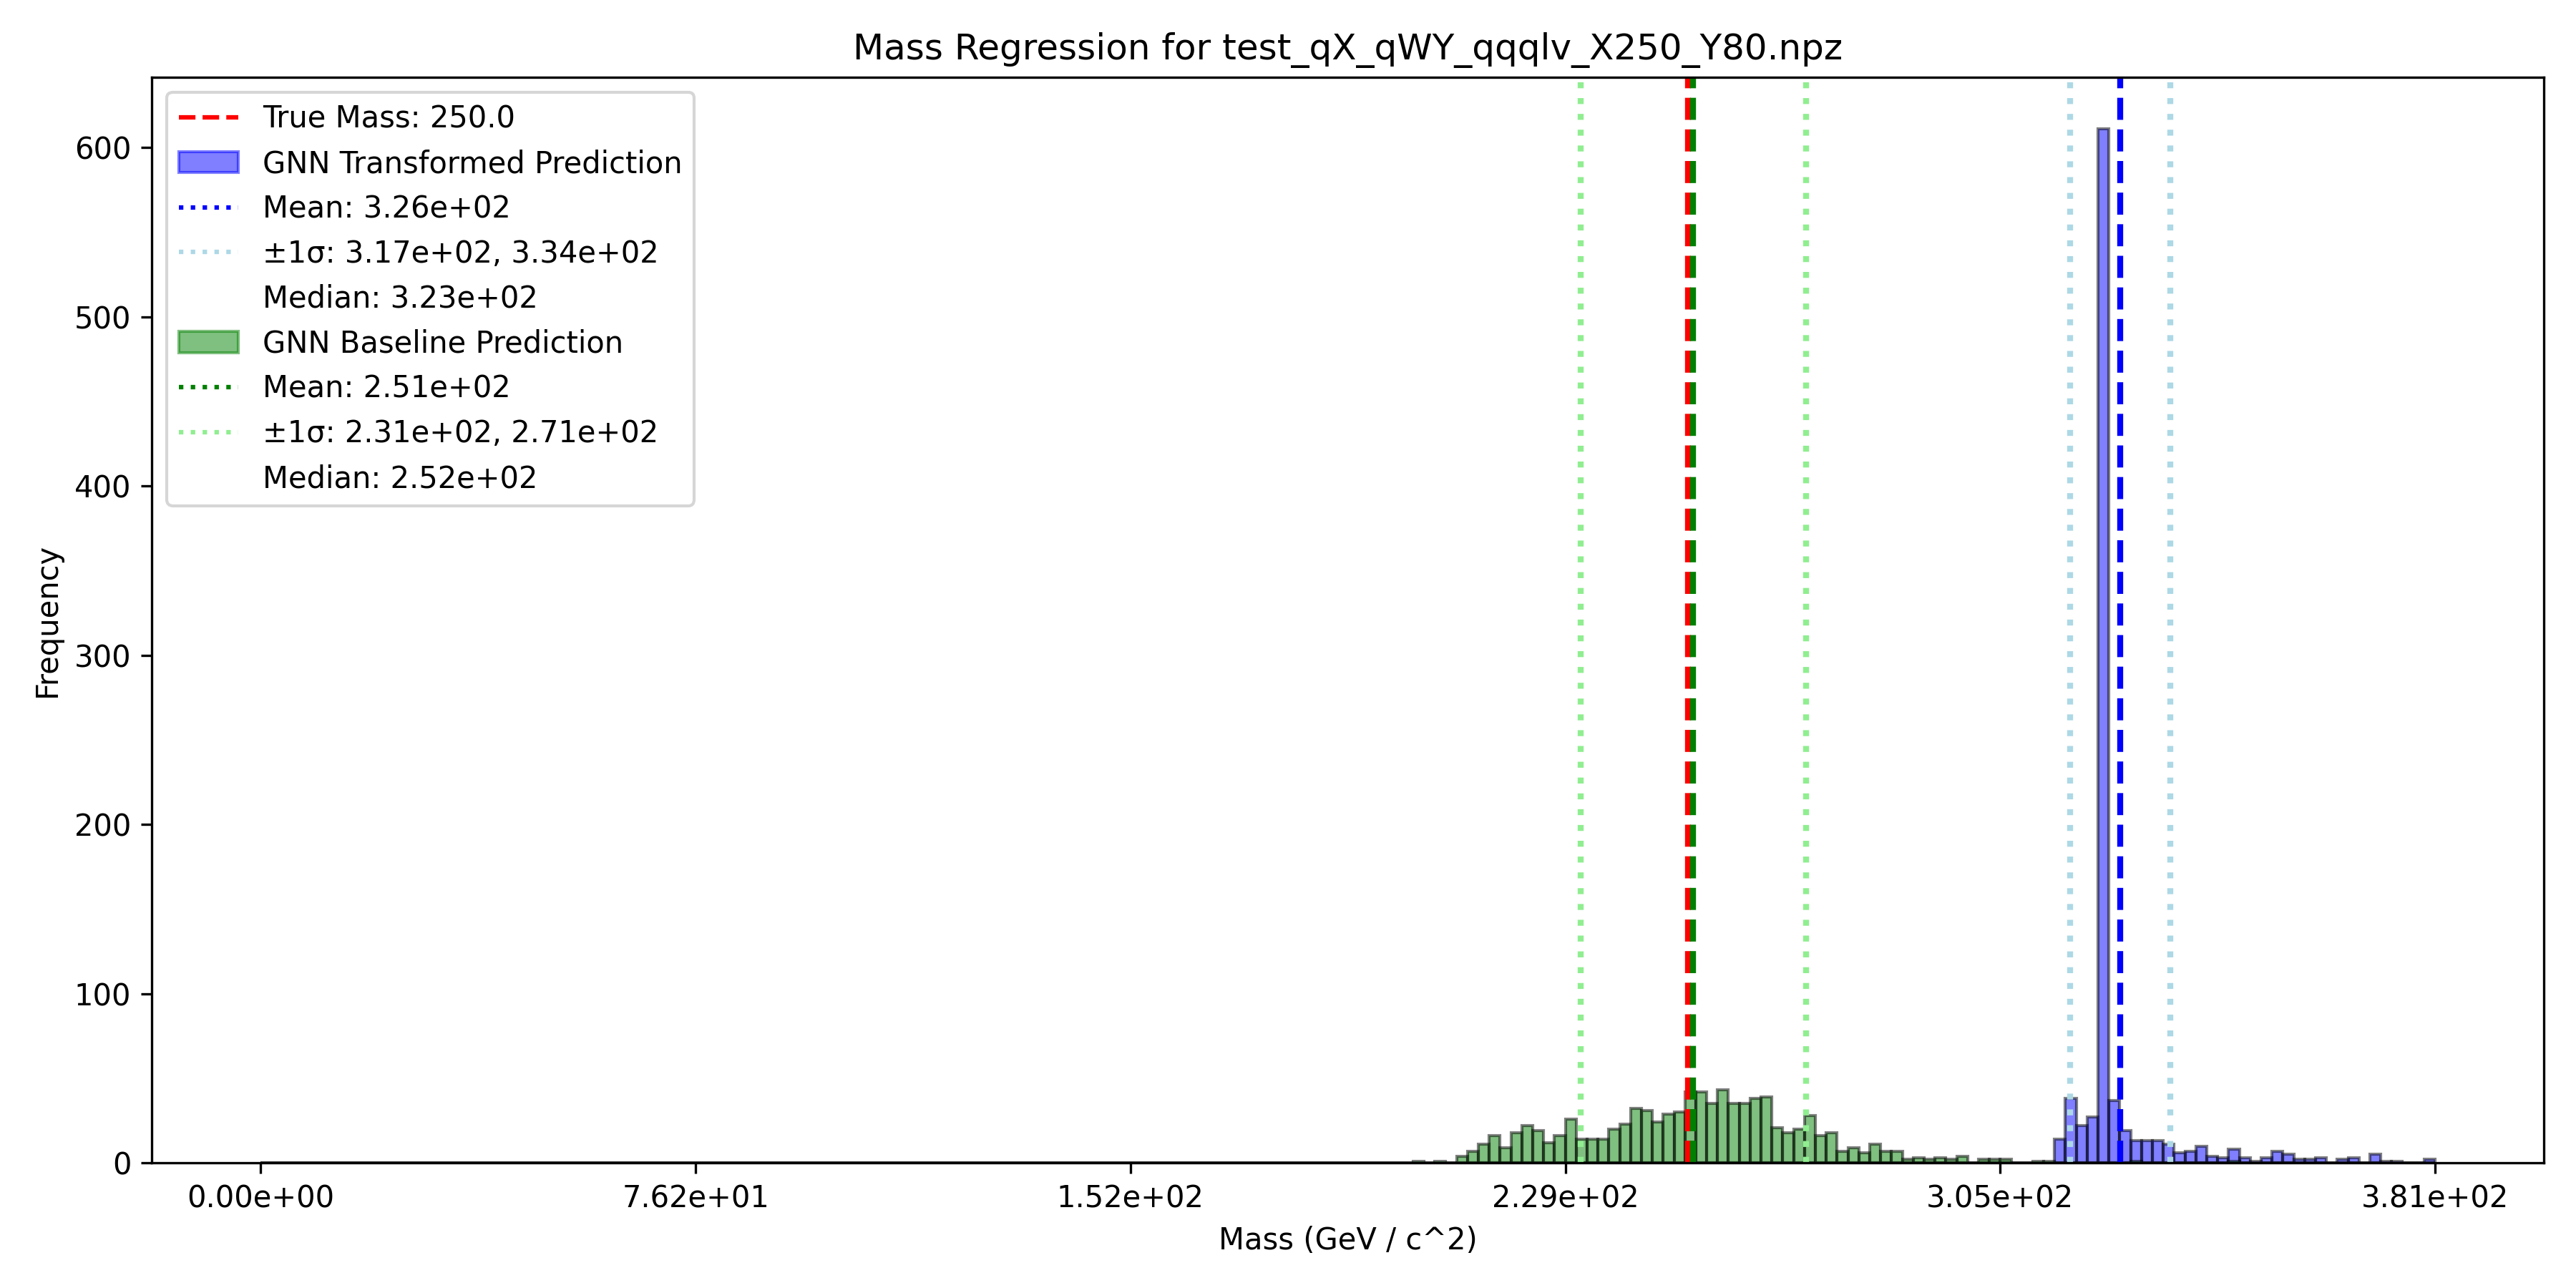 Mass Regression for test_qX_qWY_qqqlv_X250_Y80.npz
True Mass: 250.0
GNN Transformed Prediction
Mean: 3.26e+02
±1σ: 3.17e+02, 3.34e+02
Median: 3.23e+02
GNN Baseline Prediction
Mean: 2.51e+02
±1σ: 2.31e+02, 2.71e+02
Median: 2.52e+02
Frequency
600
500
400
300
200
100
0
0.00e+00 7.62e+01 1.52e+02 2.29e+02 3.05e+02 3.81e+02
Mass (GeV / c^2)